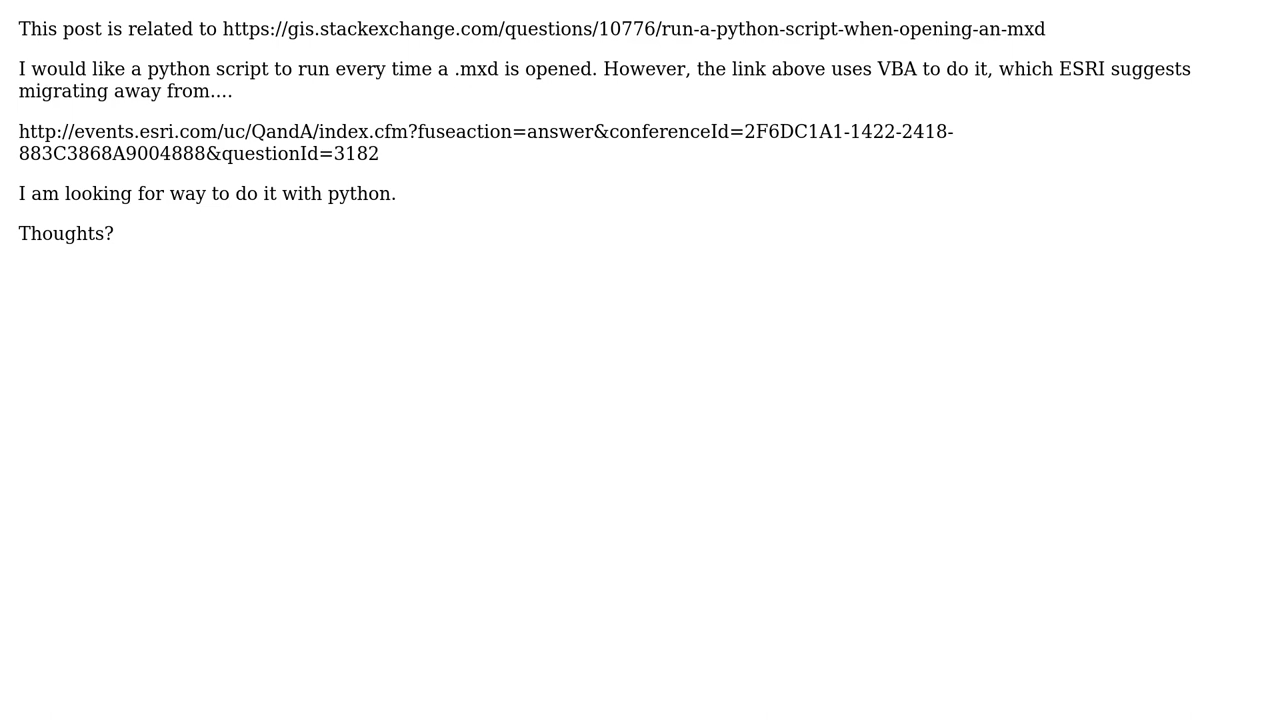 This post is related to https://gis.stackexchange.com/questions/10776/run-a-python-script-when-opening-an-mxd
I would like a python script to run every time a .mxd is opened. However, the link above uses VBA to do it, which ESRI suggests
migrating away from....
http://events.esri.com/uc/QandA/index.cfm?fuseaction=answer&conferenceId=2F6DC1A1-1422-2418-
883C3868A9004888&questionId=3182
I am looking for way to do it with python.
Thoughts?